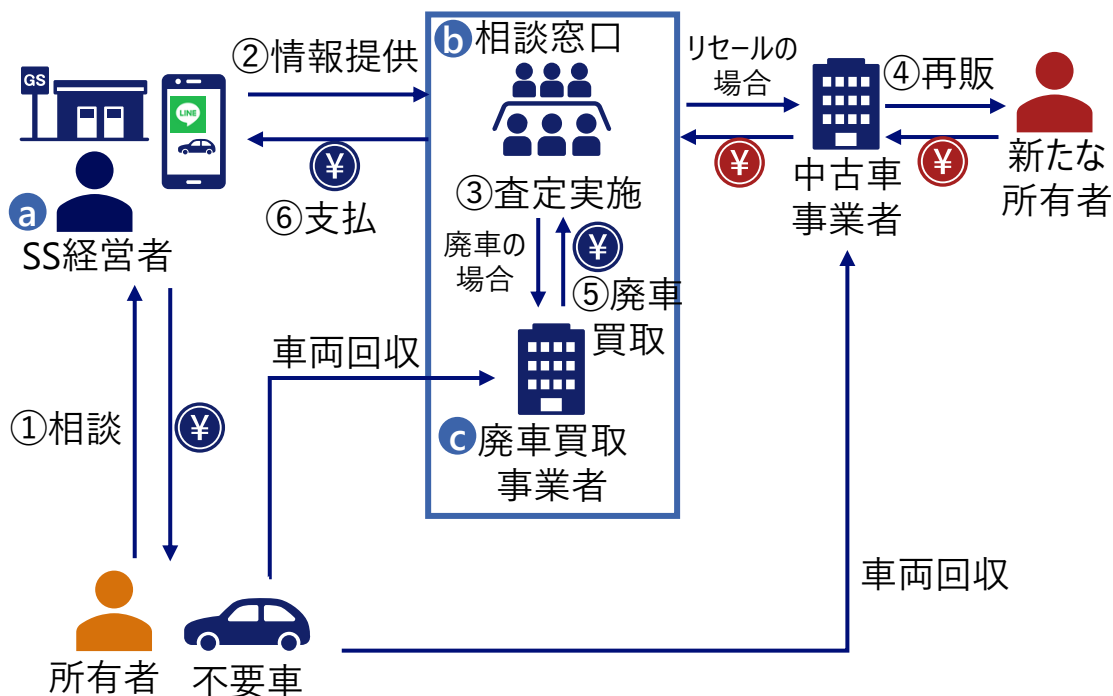 GS
LINE
②情報提供
¥
⑥支払
a
SS経営者
①相談
¥
所有者
不要車
車両回収
b 相談窓口
③査定実施
廃車の
場合
¥
⑤廃車
買取
c 廃車買取
事業者
リセールの
場合
¥
中古車
事業者
④再販
¥
新たな
所有者
車両回収